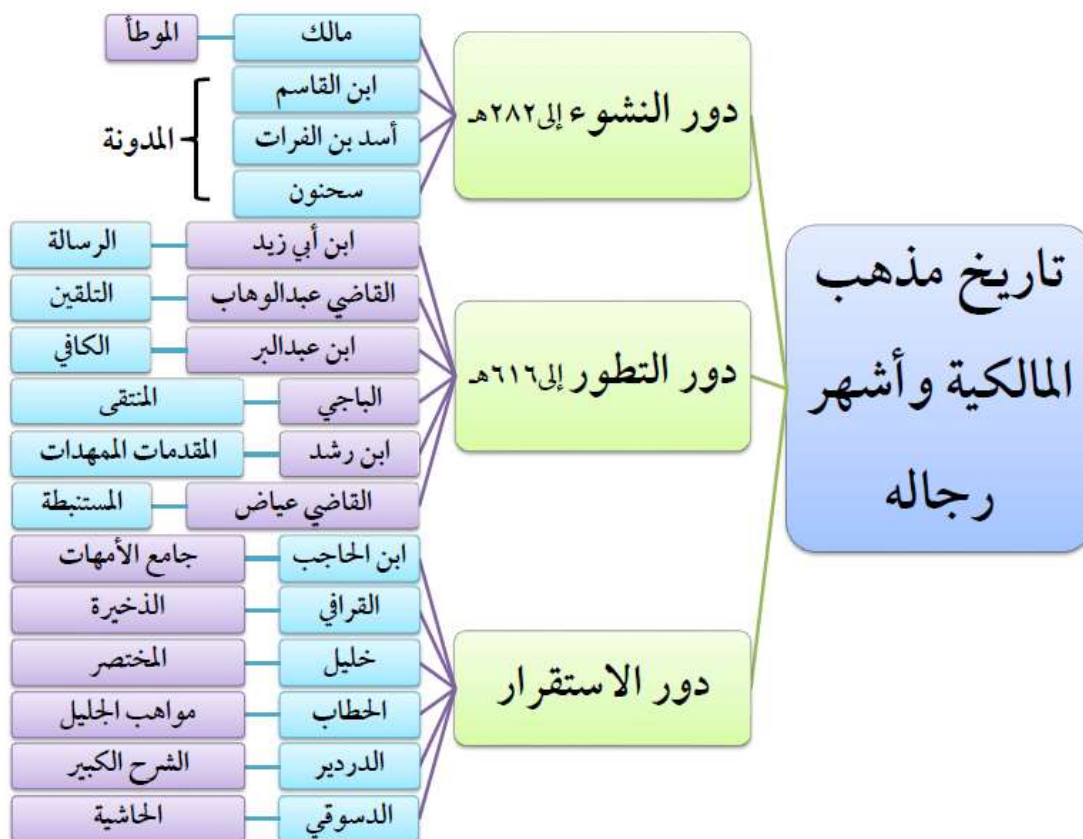 تاريخ مذهب
المالكية وأشهر
رجاله
دور النشوء إلى٢٨٢هـ
مالك
الموطأ
ابن القاسم
أسد بن الفرات
سحنون
المدونة
دور التطور إلى٦١٦هـ
ابن أبي زيد
الرسالة
القاضي عبدالوهاب
التلقين
ابن عبدالبر
الكافي
الباجي
المنتقى
ابن رشد
المقدمات الممهدات
القاضي عياض
المستنبطة
دور الاستقرار
ابن الحاجب
جامع الأمهات
القرافي
الذخيرة
خليل
المختصر
الحطاب
مواهب الجليل
الدردير
الشرح الكبير
الدسوقي
الحاشية